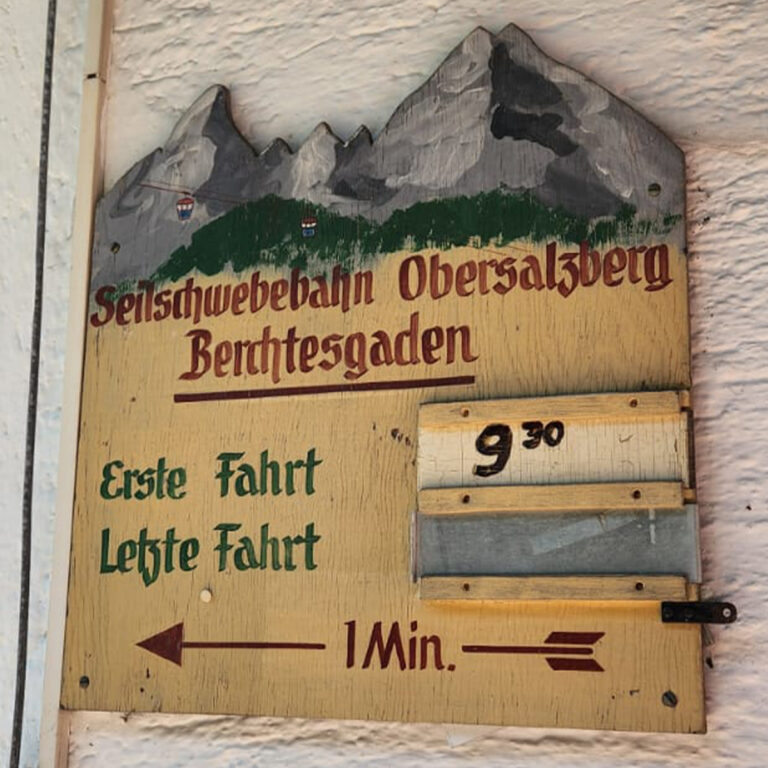 Seilschwebebahn Obersalzberg
Berchtesgaden
Erste Fahrt 9 30
Letzte Fahrt
1 Min.